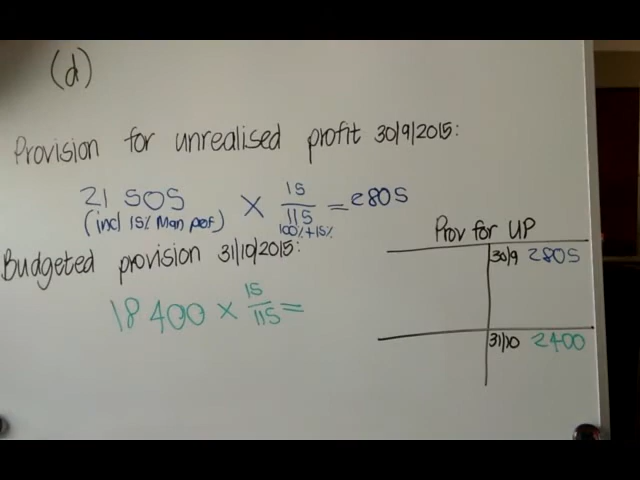 (d)
Provision for unrealised profit 30/9/2015:
21 505 × 15/115 = 2805
(incl 15% Man prof) 100%+15%
Budgeted provision 31/10/2015:
18 400 × 15/115 =
Prov for UP
30/9 2805
31/10 2400